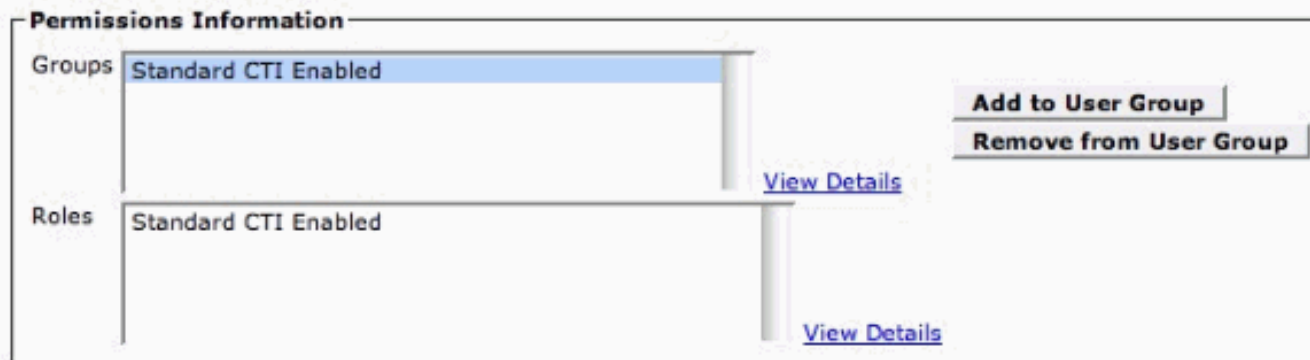 Permissions Information
Groups
Standard CTI Enabled
Add to User Group
Remove from User Group
View Details
Roles
Standard CTI Enabled
View Details